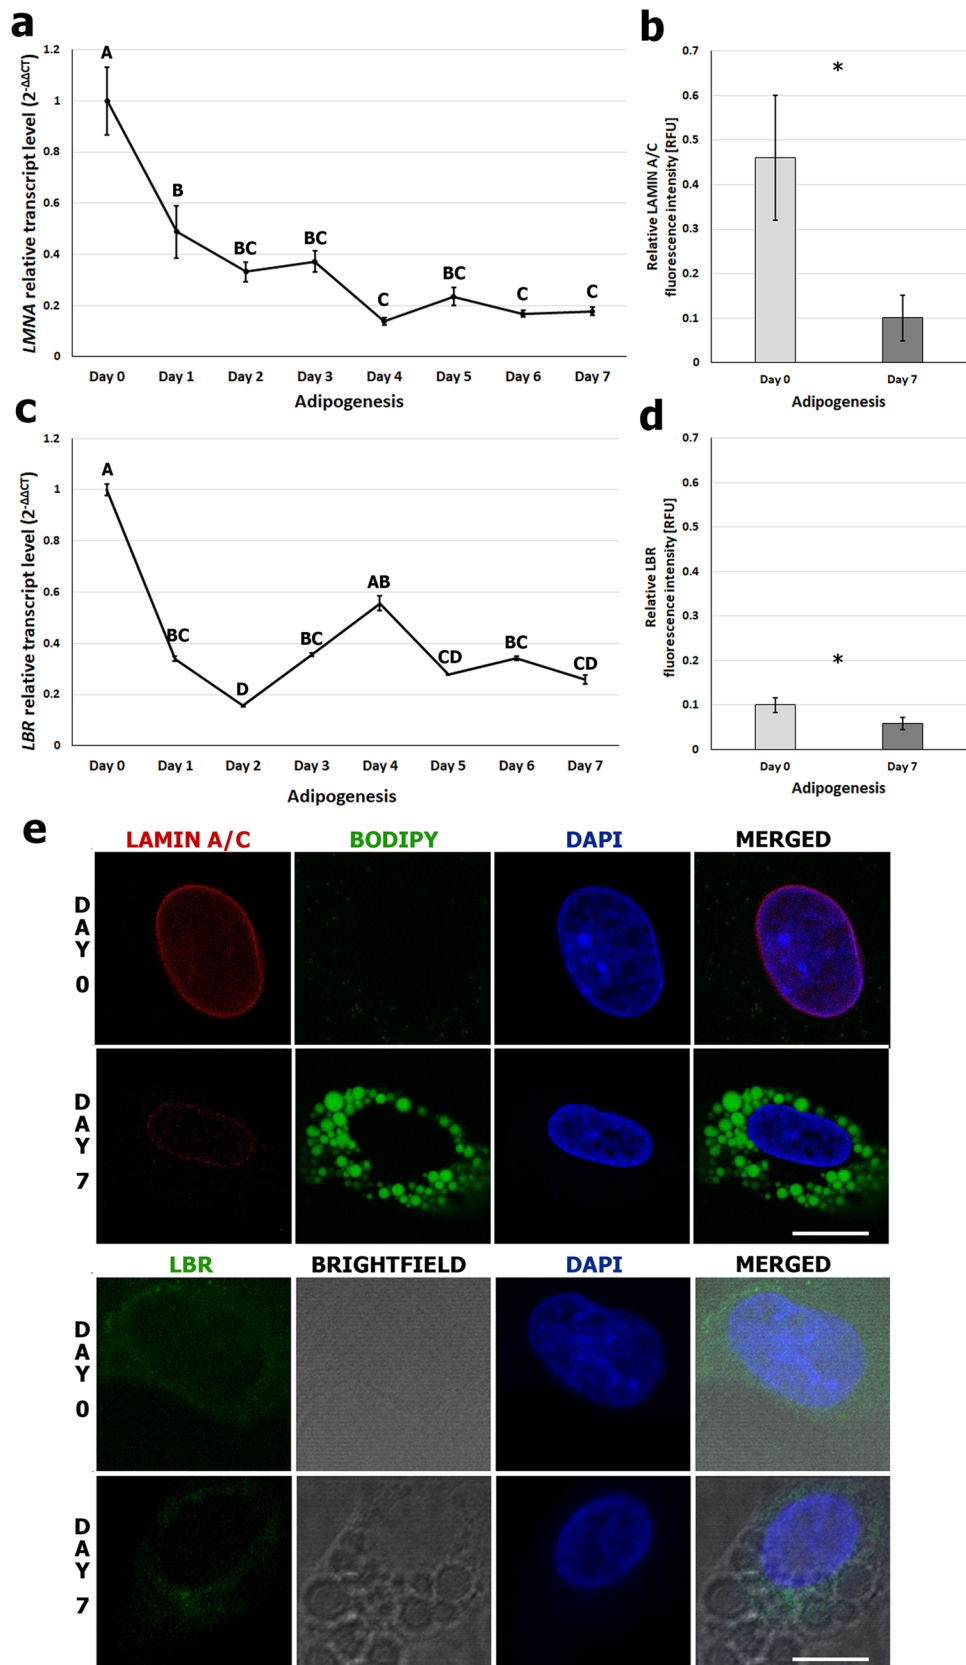 a
LMNA relative transcript level (2-ΔΔCT)
1.2
1
0.8
0.6
0.4
0.2
0
A
B
BC
BC
C
BC
C
C
Day 0 Day 1 Day 2 Day 3 Day 4 Day 5 Day 6 Day 7
Adipogenesis
b
Relative LAMIN A/C
fluorescence intensity [RFU]
0.7
0.6
0.5
0.4
0.3
0.2
0.1
0
*
Day 0 Day 7
Adipogenesis
c
LBR relative transcript level (2-ΔΔCT)
1.2
1
0.8
0.6
0.4
0.2
0
A
BC
D
BC
AB
CD
BC
CD
Day 0 Day 1 Day 2 Day 3 Day 4 Day 5 Day 6 Day 7
Adipogenesis
d
Relative LBR
fluorescence intensity [RFU]
0.7
0.6
0.5
0.4
0.3
0.2
0.1
0
*
Day 0 Day 7
Adipogenesis
e
LAMIN A/C BODIPY DAPI MERGED
DAY 0
DAY 7
LBR BRIGHTFIELD DAPI MERGED
DAY 0
DAY 7